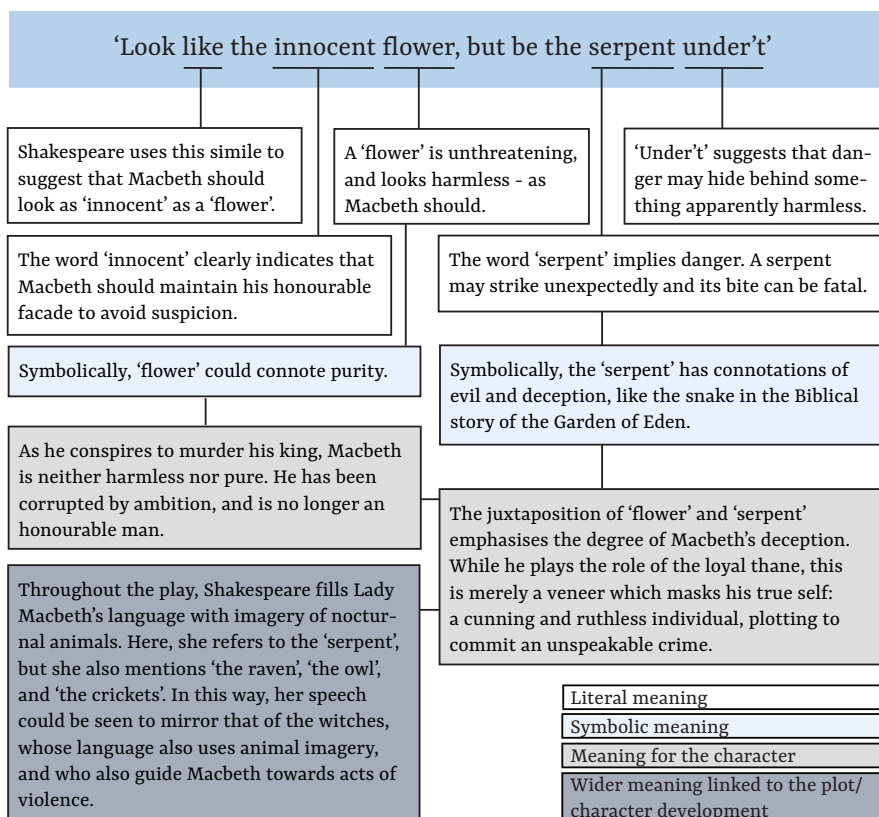 ‘Look like the innocent flower, but be the serpent under't’
Shakespeare uses this simile to
suggest that Macbeth should
look as ‘innocent’ as a ‘flower’.
A ‘flower’ is unthreatening,
and looks harmless - as
Macbeth should.
‘Under't’ suggests that dan-
ger may hide behind some-
thing apparently harmless.
The word ‘innocent’ clearly indicates that
Macbeth should maintain his honourable
facade to avoid suspicion.
The word ‘serpent’ implies danger. A serpent
may strike unexpectedly and its bite can be fatal.
Symbolically, ‘flower’ could connote purity.
Symbolically, the ‘serpent’ has connotations of
evil and deception, like the snake in the Biblical
story of the Garden of Eden.
As he conspires to murder his king, Macbeth
is neither harmless nor pure. He has been
corrupted by ambition, and is no longer an
honourable man.
The juxtaposition of ‘flower’ and ‘serpent’
emphasises the degree of Macbeth’s deception.
While he plays the role of the loyal thane, this
is merely a veneer which masks his true self:
a cunning and ruthless individual, plotting to
commit an unspeakable crime.
Throughout the play, Shakespeare fills Lady
Macbeth’s language with imagery of noctur-
nal animals. Here, she refers to the ‘serpent’,
but she also mentions ‘the raven’, ‘the owl’,
and ‘the crickets’. In this way, her speech
could be seen to mirror that of the witches,
whose language also uses animal imagery,
and who also guide Macbeth towards acts of
violence.
Literal meaning
Symbolic meaning
Meaning for the character
Wider meaning linked to the plot/
character development